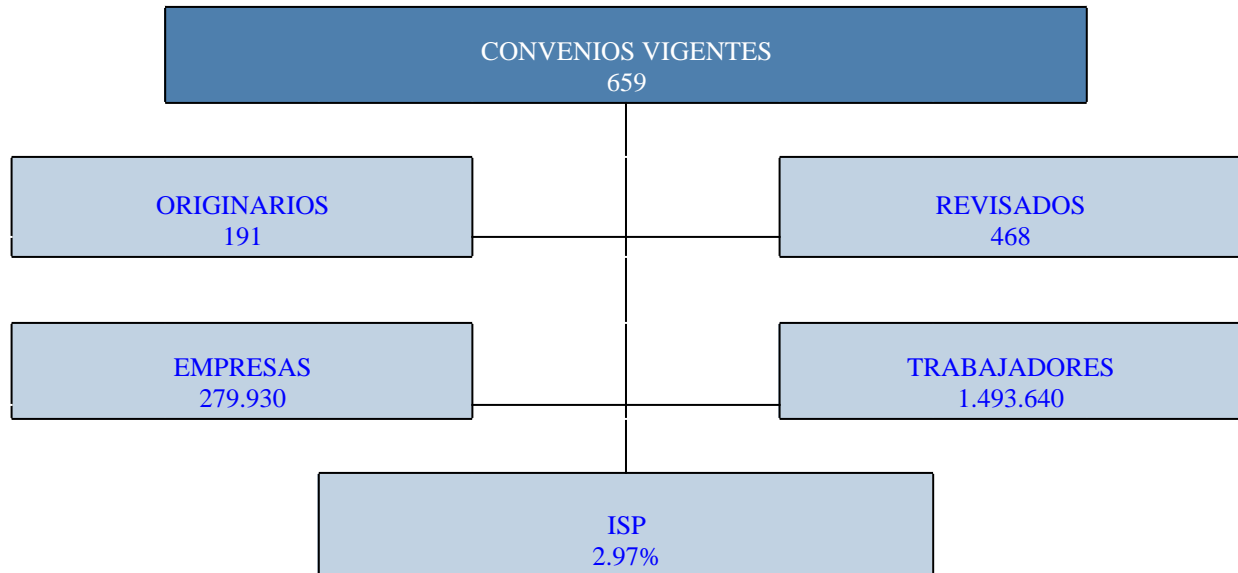 CONVENIOS VIGENTES
659
ORIGINARIOS
191
REVISADOS
468
EMPRESAS
279.930
TRABAJADORES
1.493.640
ISP
2.97%